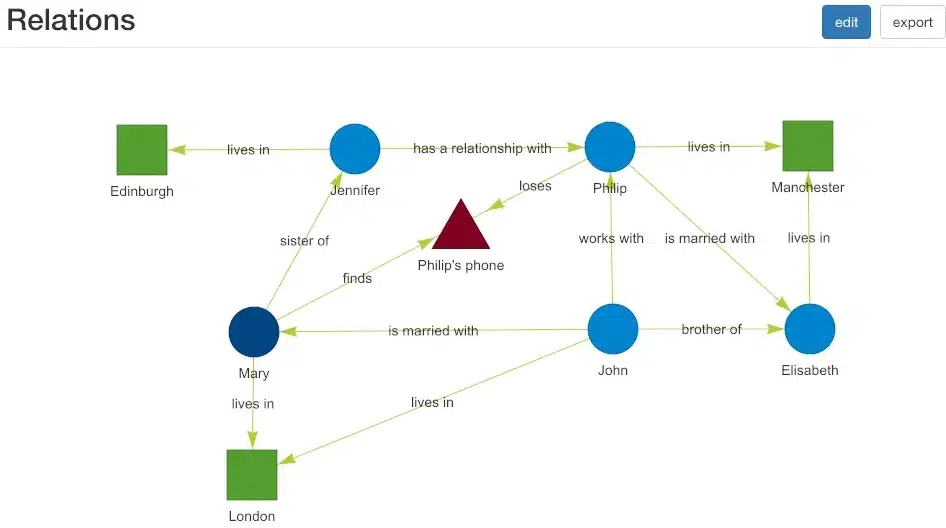 Relations
edit
export
lives in
has a relationship with
lives in
Edinburgh
Jennifer
loses
Philip
Manchester
sister of
works with
is married with
lives in
Philip's phone
finds
is married with
brother of
Mary
John
Elisabeth
lives in
lives in
London